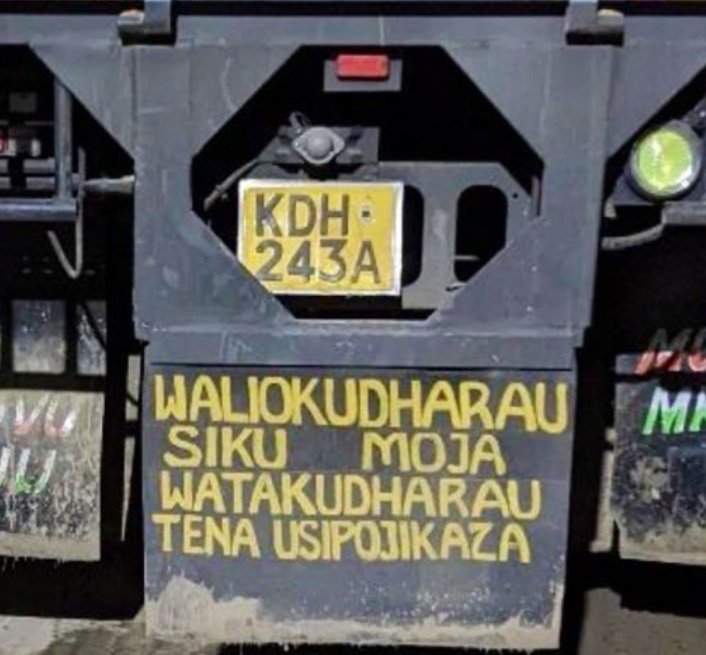 KDH
243A
WALIOKUDHARAU
SIKU MOJA
WATAKUDHARAU
TENA USIPOJIKAZA